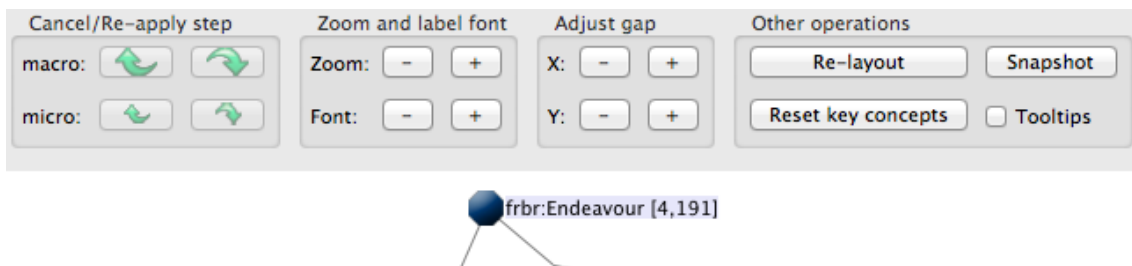 Cancel/Re-apply step Zoom and label font Adjust gap Other operations
macro: Zoom: - + X: - + Re-layout Snapshot
micro: Font: - + Y: - + Reset key concepts Tooltips
frbr:Endeavour [4,191]